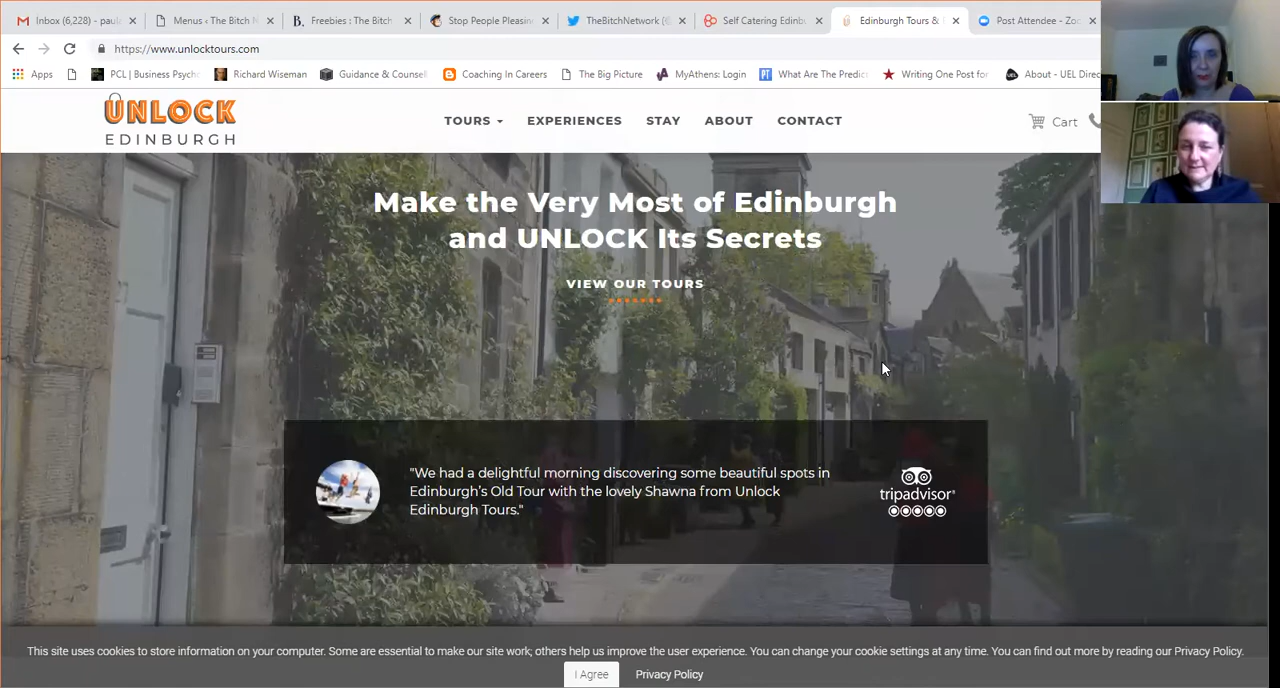 Inbox (6,228) - paul
Menus ‹ The Bitch N
Freebies : The Bitch
Stop People Pleasin
TheBitchNetwork (@
Self Catering Edinbu
Edinburgh Tours & E
Post Attendee - Zoo
https://www.unlocktours.com
Apps
PCL | Business Psych
Richard Wiseman
Guidance & Counsel
Coaching In Careers
The Big Picture
MyAthens: Login
What Are The Predic
Writing One Post for
About - UEL Direc
UNLOCK
EDINBURGH
TOURS
EXPERIENCES
STAY
ABOUT
CONTACT
Cart
Make the Very Most of Edinburgh
and UNLOCK Its Secrets
VIEW OUR TOURS
"We had a delightful morning discovering some beautiful spots in
Edinburgh's Old Tour with the lovely Shawna from Unlock
Edinburgh Tours."
tripadvisor®
This site uses cookies to store information on your computer. Some are essential to make our site work; others help us improve the user experience. You can change your cookie settings at any time. You can find out more by reading our Privacy Policy.
I Agree
Privacy Policy